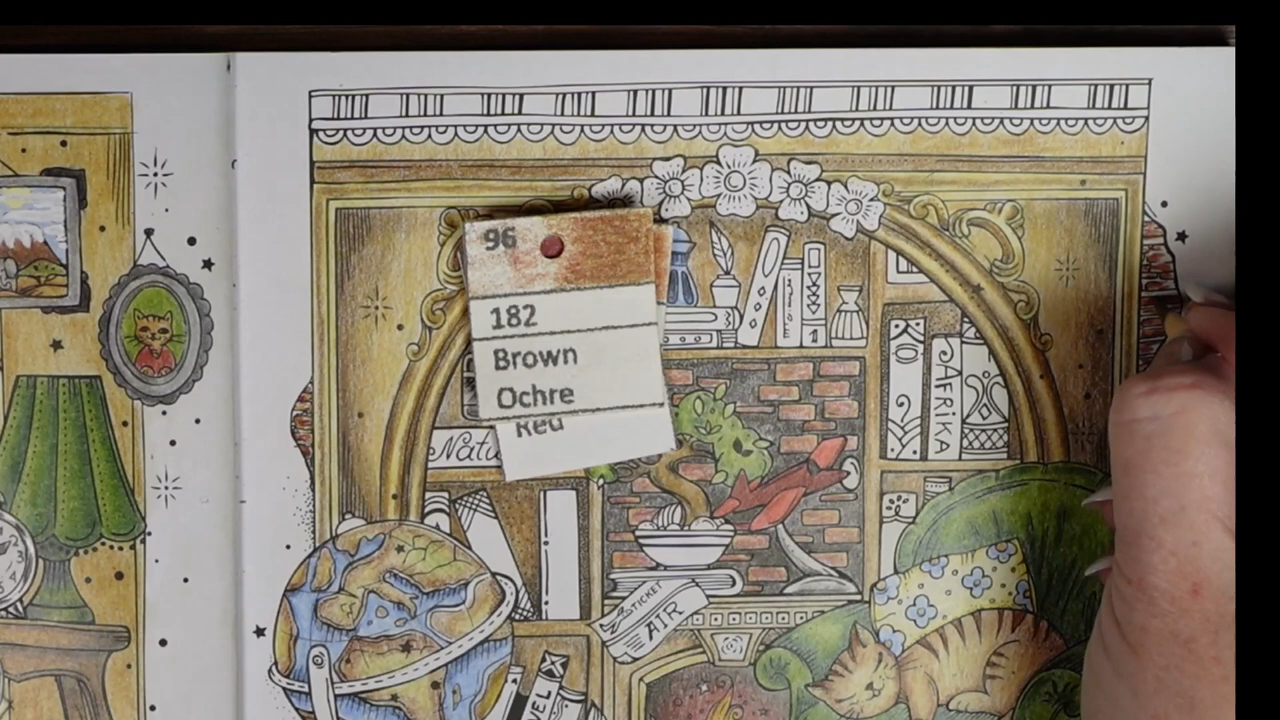 96
182
Brown
Ochre
Red
Natu
AFRIKA
TICKET
AIR
VEL